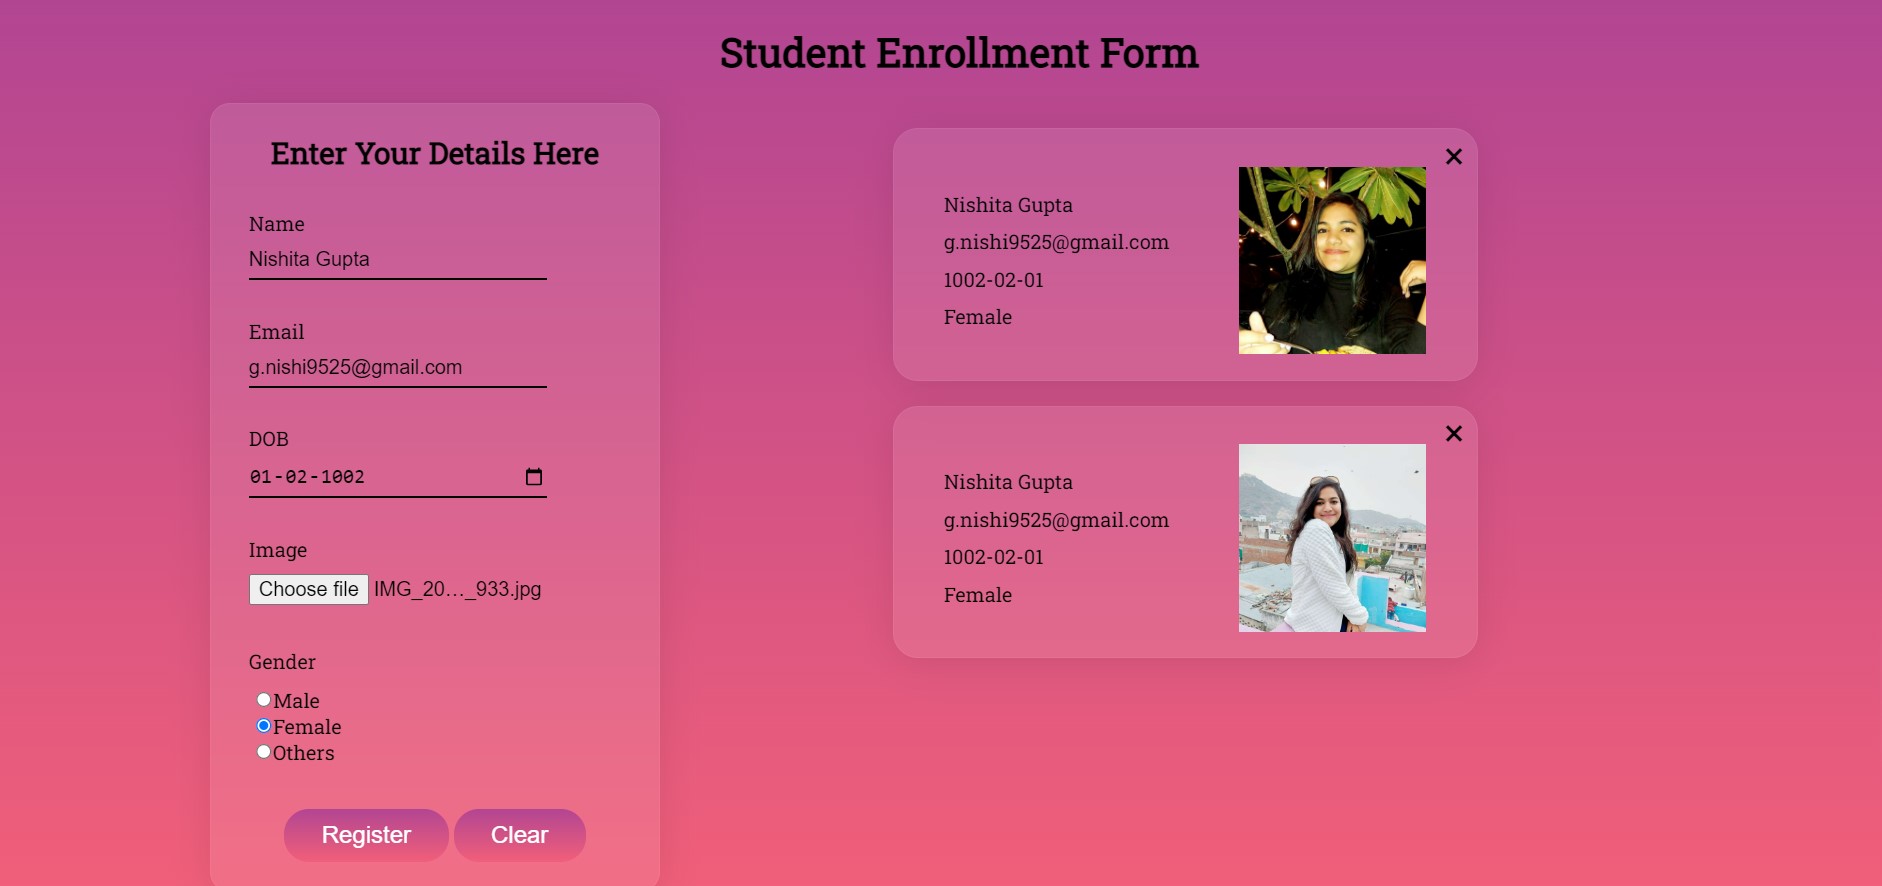 Student Enrollment Form
Enter Your Details Here
Name
Nishita Gupta
Email
g.nishi9525@gmail.com
DOB
01-02-1002
Image
Choose file IMG_20…_933.jpg
Gender
Male
Female
Others
Register Clear
Nishita Gupta
g.nishi9525@gmail.com
1002-02-01
Female
Nishita Gupta
g.nishi9525@gmail.com
1002-02-01
Female